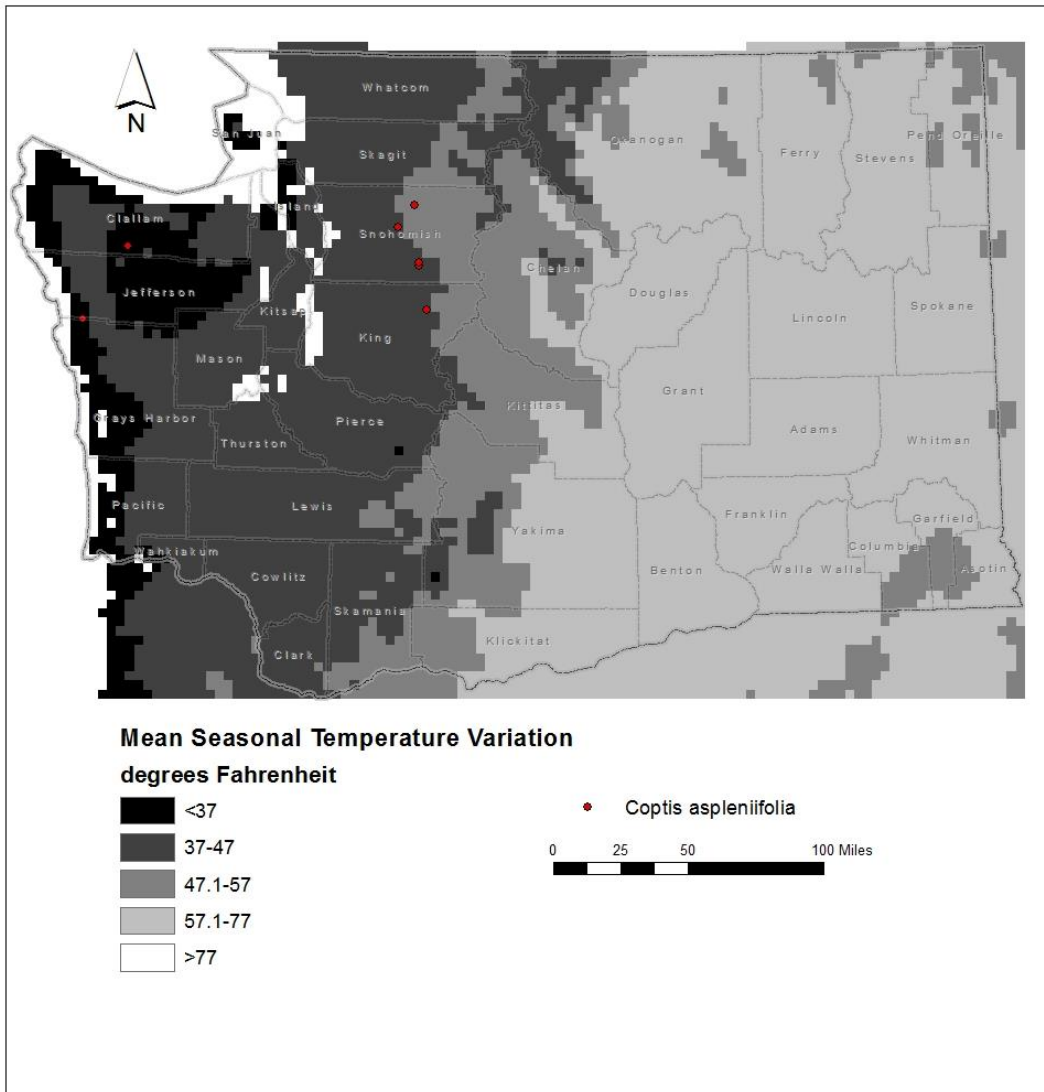 N
Whatcom
San Juan
Skagit
Okanogan
Ferry
Stevens
Pend Oreille
Island
Clallam
Snohomish
Chelan
Jefferson
Kitsap
Douglas
Lincoln
Spokane
King
Mason
Grant
Kittitas
Grays Harbor
Pierce
Adams
Whitman
Thurston
Pacific
Lewis
Yakima
Franklin
Garfield
Wahkiakum
Columbia
Cowlitz
Benton
Walla Walla
Asotin
Skamania
Klickitat
Clark
Mean Seasonal Temperature Variation
degrees Fahrenheit
<37
37-47
47.1-57
57.1-77
>77
Coptis aspleniifolia
0 25 50 100 Miles